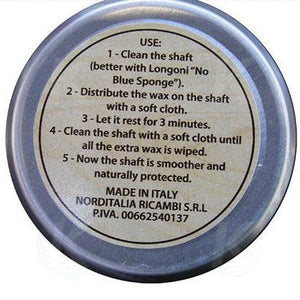 USE:
1 - Clean the shaft
(better with Longoni "No
Blue Sponge").
2 - Distribute the wax on the shaft
with a soft cloth.
3 - Let it rest for 3 minutes.
4 - Clean the shaft with a soft cloth until
all the extra wax is wiped.
5 - Now the shaft is smoother and
naturally protected.
MADE IN ITALY
NORDITALIA RICAMBI S.R.L
P.IVA. 00662540137